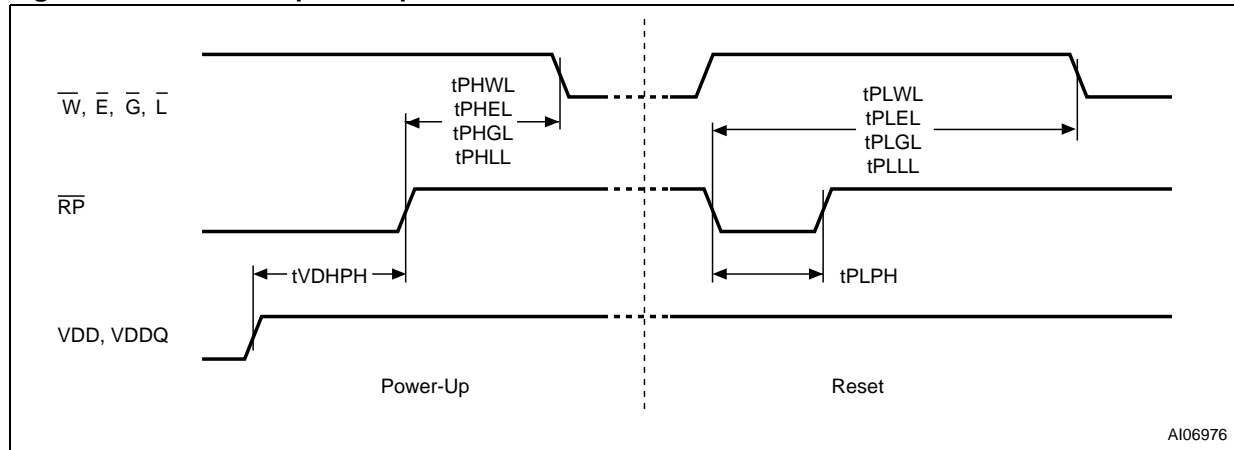 W, E, G, L
tPHWL
tPHEL
tPHGL
tPHLL
tPLWL
tPLEL
tPLGL
tPLLL
RP
tVDHPH
tPLPH
VDD, VDDQ
Power-Up
Reset
AI06976